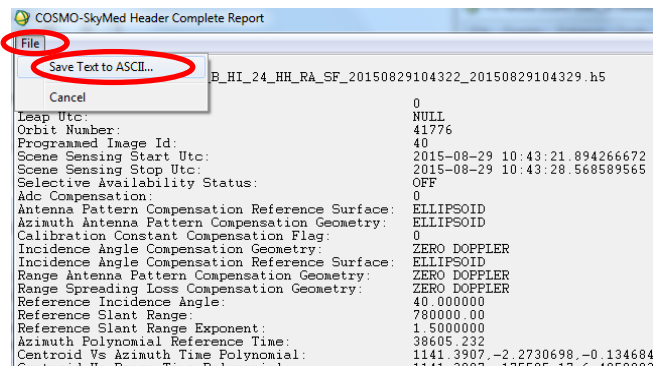 COSMO-SkyMed Header Complete Report
File
Save Text to ASCII...
Cancel
B_HI_24_HH_RA_SF_20150829104322_20150829104329.h5
0
Leap Utc: NULL
Orbit Number: 41776
Programmed Image Id: 40
Scene Sensing Start Utc: 2015-08-29 10:43:21.894266672
Scene Sensing Stop Utc: 2015-08-29 10:43:28.568589565
Selective Availability Status: OFF
Adc Compensation: 0
Antenna Pattern Compensation Reference Surface: ELLIPSOID
Azimuth Antenna Pattern Compensation Geometry: ELLIPSOID
Calibration Constant Compensation Flag: 0
Incidence Angle Compensation Geometry: ZERO DOPPLER
Incidence Angle Compensation Reference Surface: ELLIPSOID
Range Antenna Pattern Compensation Geometry: ZERO DOPPLER
Range Spreading Loss Compensation Geometry: ZERO DOPPLER
Reference Incidence Angle: 40.000000
Reference Slant Range: 780000.00
Reference Slant Range Exponent: 1.5000000
Azimuth Polynomial Reference Time: 38605.232
Centroid Vs Azimuth Time Polynomial: 1141.3907,-2.2730698,-0.134684